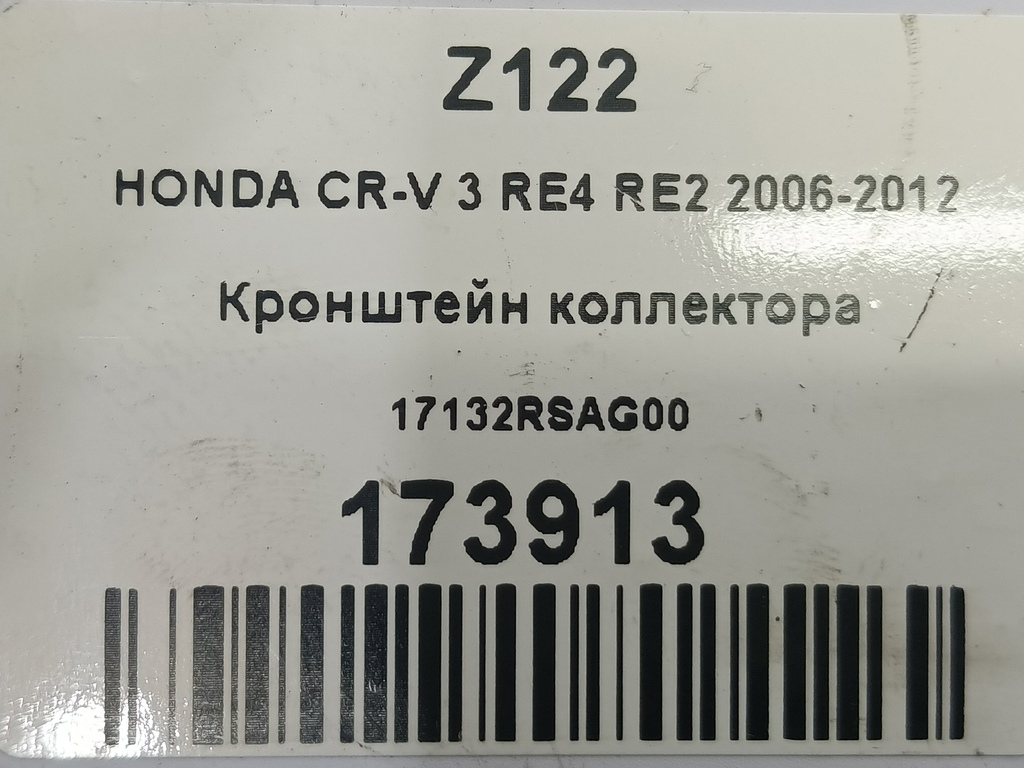 Z122
HONDA CR-V 3 RE4 RE2 2006-2012
Кронштейн коллектора
17132RSAG00
173913